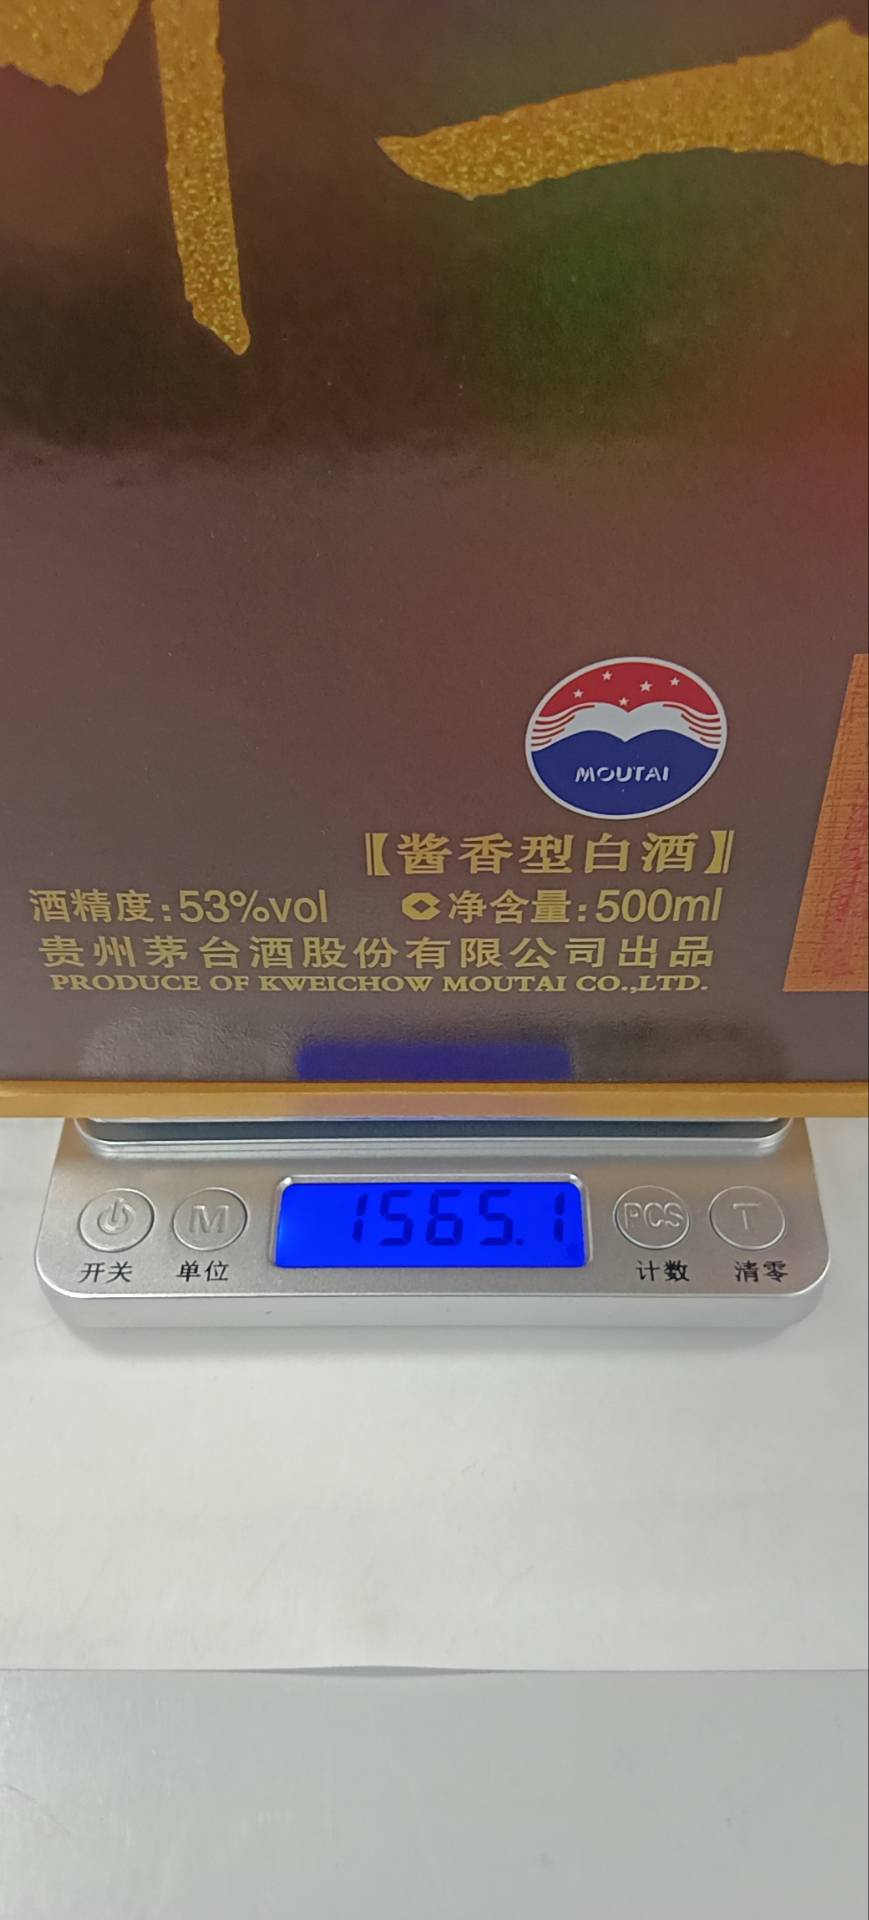 MOUTAI
【酱香型白酒】
酒精度:53%vol 净含量:500ml
贵州茅台酒股份有限公司出品
PRODUCE OF KWEICHOW MOUTAI CO.,LTD.
1565.1
M PCS T
开关 单位 计数 清零